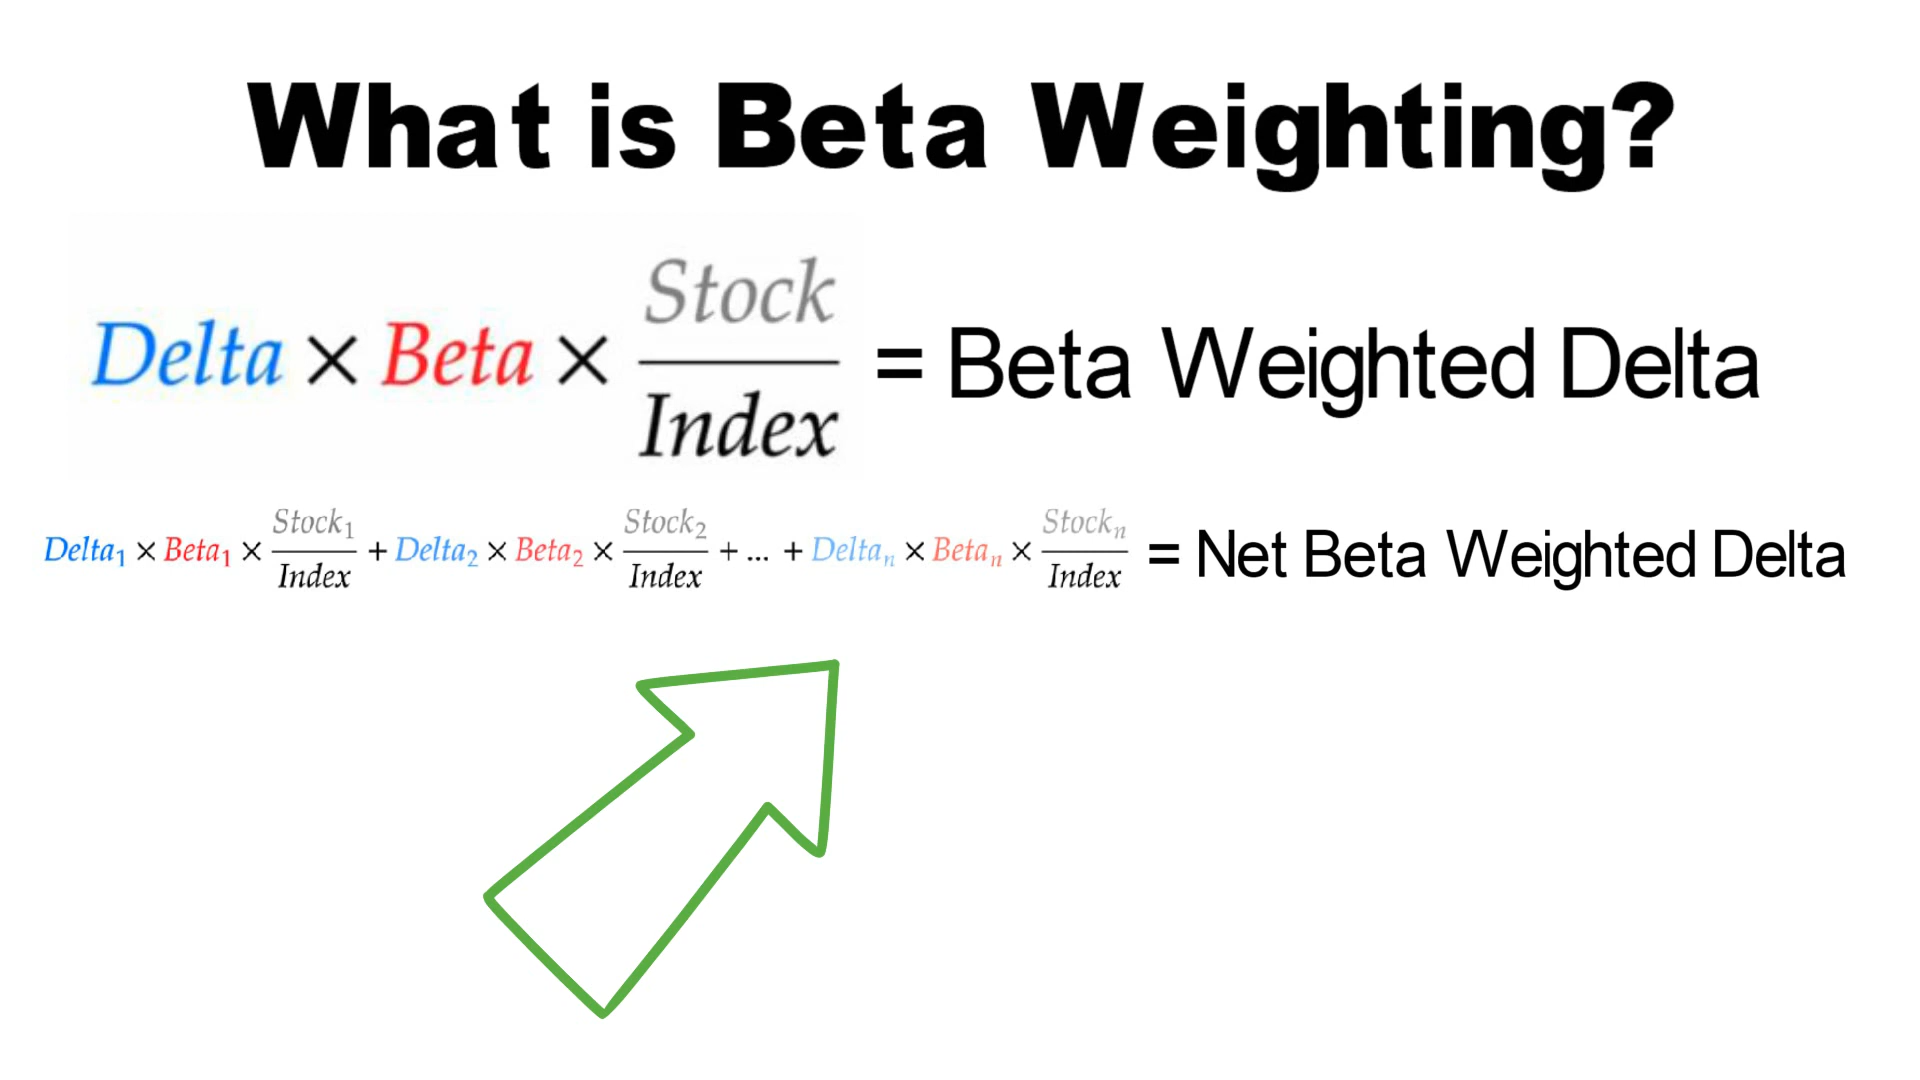 What is Beta Weighting?
Delta × Beta × Stock / Index = Beta Weighted Delta
Delta₁ × Beta₁ × Stock₁ / Index + Delta₂ × Beta₂ × Stock₂ / Index + ... + Deltaₙ × Betaₙ × Stockₙ / Index = Net Beta Weighted Delta